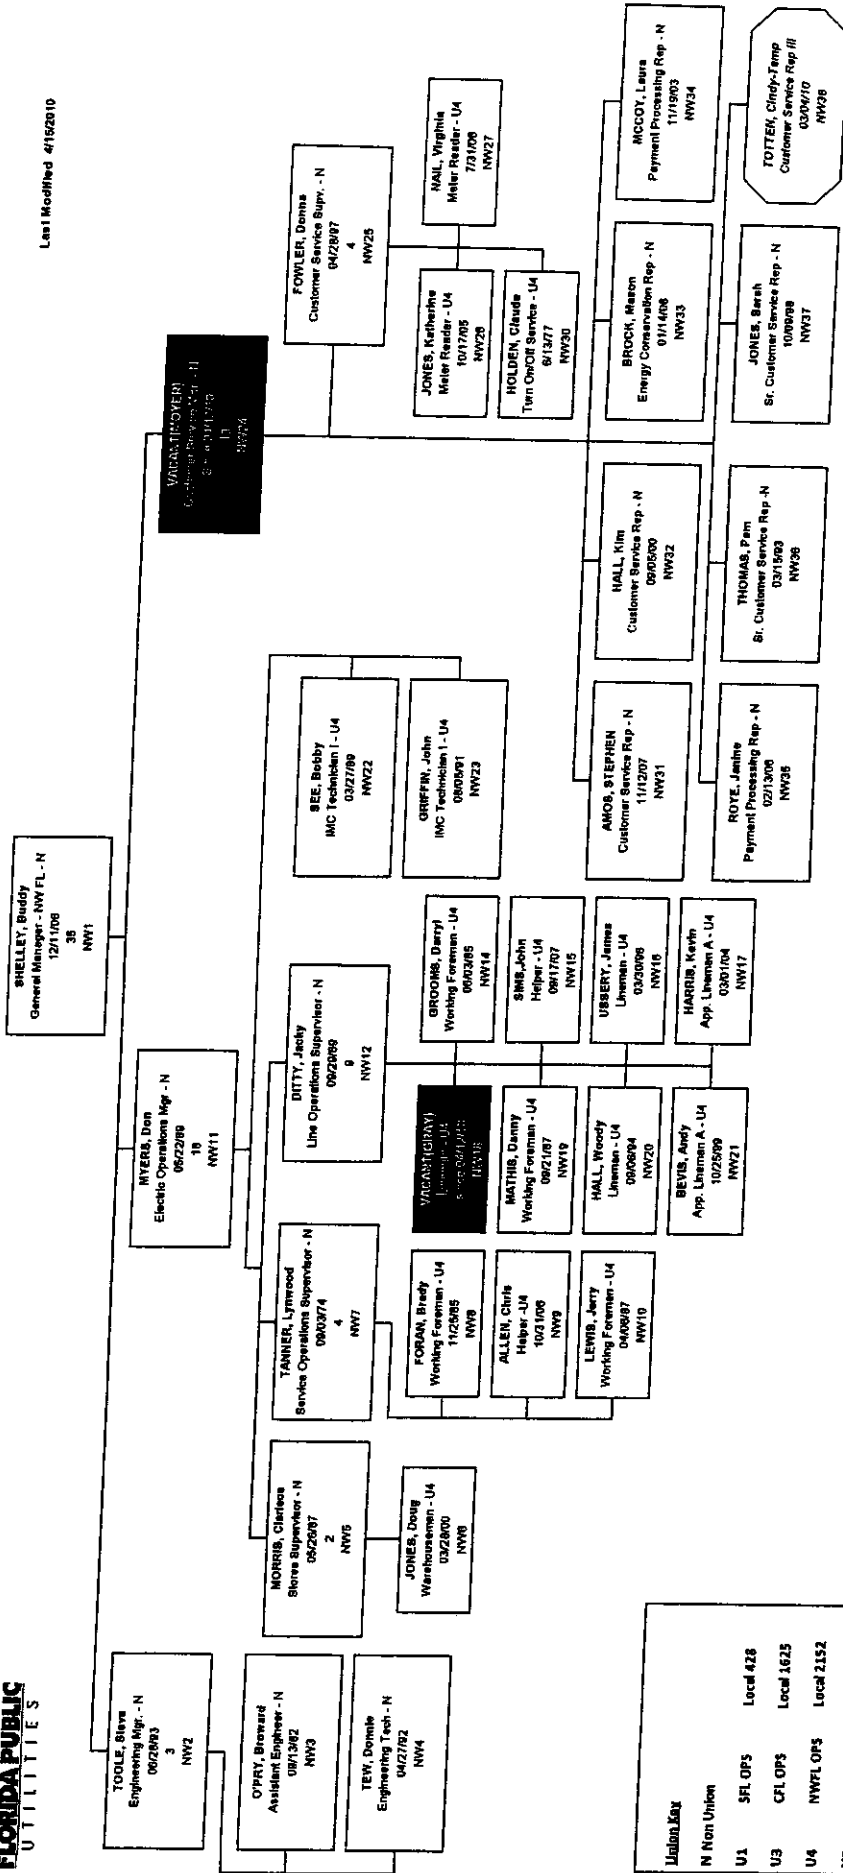 FLORIDA PUBLIC
UTILITIES
Last Modified 4/15/2010
SHELLEY, Buddy
General Manager - NW FL - N
12/11/06
35
NW1
TOOLE, Steve
Engineering Mgr. - N
06/28/93
3
NW2
O'PRY, Broward
Assistant Engineer - N
09/13/82
NW3
TEW, Donnie
Engineering Tech - N
04/27/92
NW4
MYERS, Don
Electric Operations Mgr - N
05/22/89
18
NW11
MORRIS, Clarieos
Stores Supervisor - N
05/26/87
2
NW5
JONES, Doug
Warehouseman - U4
03/28/00
NW6
TANNER, Lynwood
Service Operations Supervisor - N
09/03/74
4
NW7
FORAN, Brady
Working Foreman - U4
11/25/85
NW8
ALLEN, Chris
Helper -U4
10/31/06
NW9
LEWIS, Jerry
Working Foreman - U4
04/06/87
NW10
DITTY, Jacky
Line Operations Supervisor - N
09/29/69
9
NW12
VACANT(GRAY)
GROOMS, Darryl
Working Foreman - U4
06/03/85
NW14
MATHIS, Danny
Working Foreman - U4
09/21/87
NW19
SIMS,John
Helper - U4
09/17/07
NW15
HALL, Woody
Lineman - U4
09/06/94
NW20
USSERY, James
Lineman - U4
03/30/98
NW16
BEVIS, Andy
App. Lineman A - U4
10/25/99
NW21
HARRIS, Kevin
App. Lineman A - U4
03/01/04
NW17
SEE, Bobby
IMC Technician I - U4
03/27/89
NW22
GRIFFIN, John
IMC Technician I - U4
08/05/91
NW23
VACANT(MOYER)
Customer Service Mgr. - N
FOWLER, Donna
Customer Service Supv. - N
04/28/97
4
NW25
JONES, Katherine
Meter Reader - U4
10/17/05
NW26
NAIL, Virginia
Meter Reader - U4
7/31/06
NW27
HOLDEN, Claude
Turn On/Off Service - U4
6/13/77
NW30
AMOS, STEPHEN
Customer Service Rep - N
11/12/07
NW31
HALL, Kim
Customer Service Rep - N
09/05/00
NW32
BROCK, Mason
Energy Conservation Rep - N
01/14/08
NW33
MCCOY, Laura
Payment Processing Rep - N
11/19/03
NW34
ROYE, Janine
Payment Processing Rep - N
02/13/06
NW35
THOMAS, Pam
Sr. Customer Service Rep -N
03/15/93
NW36
JONES, Sarah
Sr. Customer Service Rep - N
10/09/98
NW37
TOTTEN, Cindy-Temp
Customer Service Rep III
03/04/10
NW38
Union Key
N Non Union
U1 SFL OPS Local 428
U3 CFL OPS Local 1625
U4 NWFL OPS Local 2152